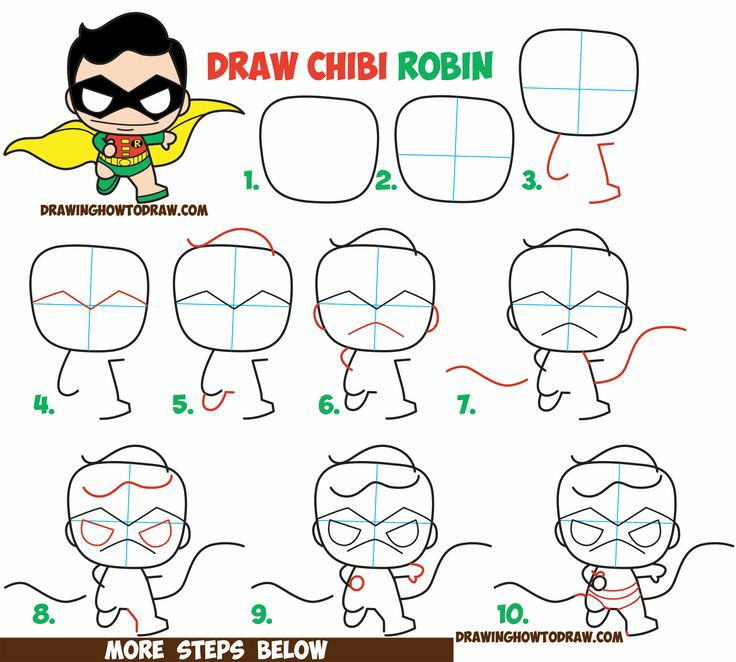 DRAW CHIBI ROBIN
R
DRAWINGHOWTODRAW.COM
1.
2.
3.
4.
5.
6.
7.
8.
9.
10.
MORE STEPS BELOW
DRAWINGHOWTODRAW.COM